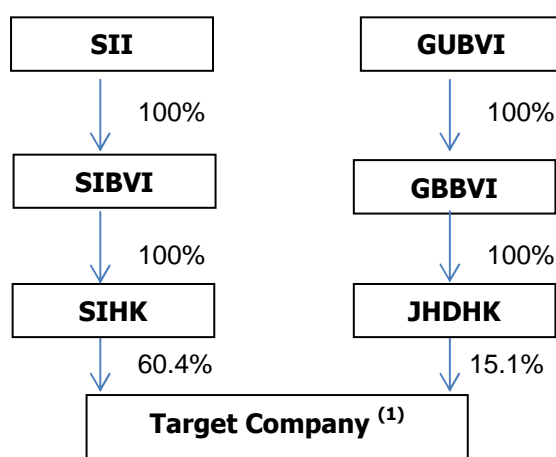 SII GUBVI
100% 100%
SIBVI GBBVI
100% 100%
SIHK JHDHK
60.4% 15.1%
Target Company (1)